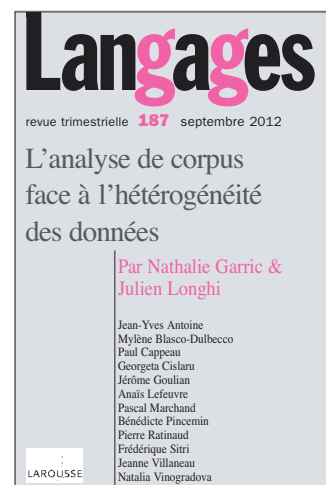 Langages
revue trimestrielle 187 septembre 2012
L'analyse de corpus
face à l'hétérogénéité
des données
Par Nathalie Garric &
Julien Longhi
Jean-Yves Antoine
Mylène Blasco-Dulbecco
Paul Cappeau
Georgeta Cislaru
Jérôme Goulian
Anaïs Lefeuvre
Pascal Marchand
Bénédicte Pincemin
Pierre Ratinaud
Frédérique Sitri
Jeanne Villaneau
Natalia Vinogradova
LAROUSSE